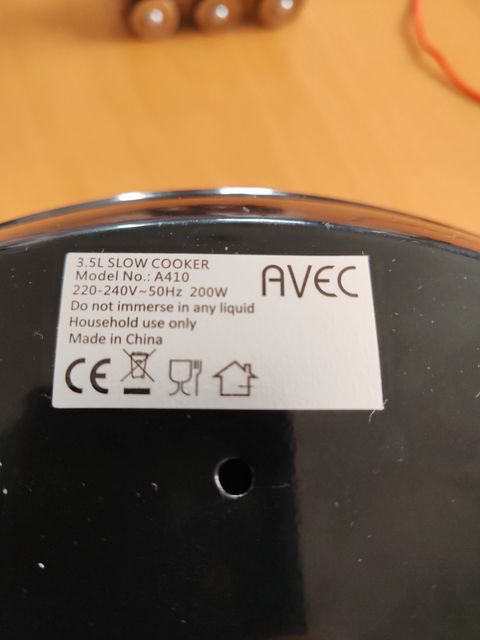 3.5L SLOW COOKER
Model No.: A410
AVEC
220-240V~50Hz 200W
Do not immerse in any liquid
Household use only
Made in China
CE